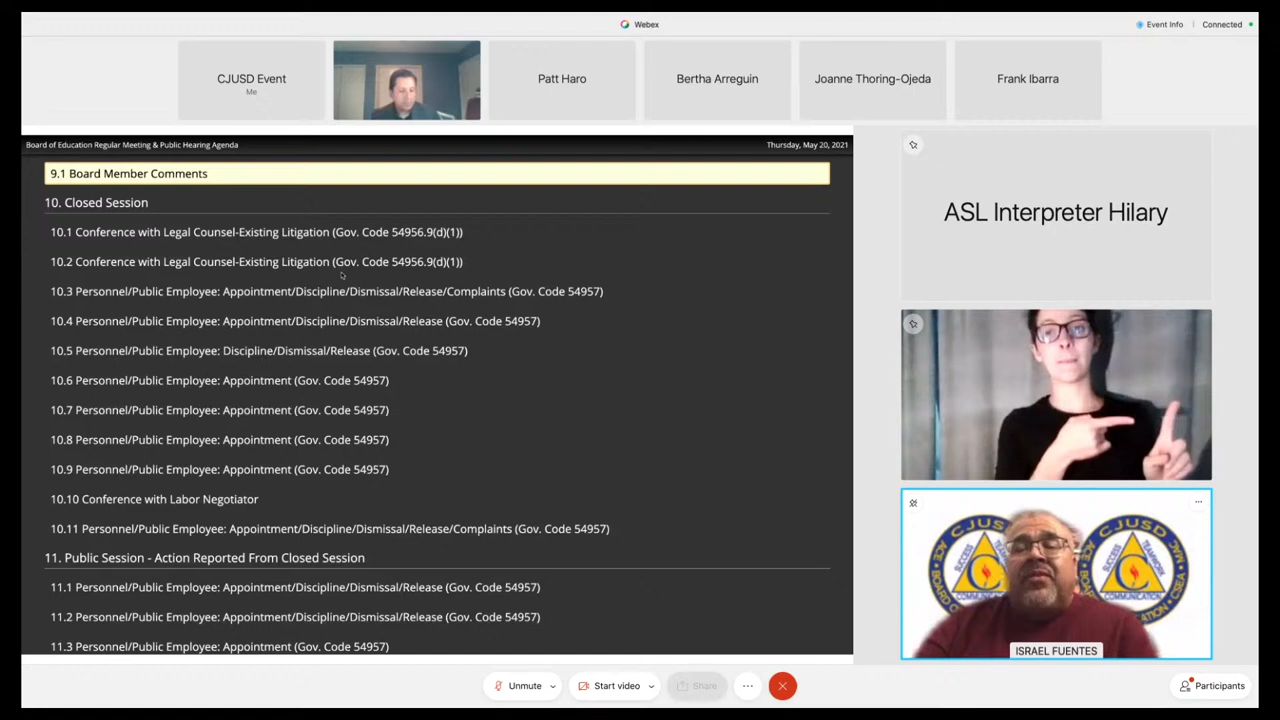 Webex
Event Info
Connected
CJUSD Event
Me
Patt Haro
Bertha Arreguin
Joanne Thoring-Ojeda
Frank Ibarra
Board of Education Regular Meeting & Public Hearing Agenda
Thursday, May 20, 2021
9.1 Board Member Comments
10. Closed Session
10.1 Conference with Legal Counsel-Existing Litigation (Gov. Code 54956.9(d)(1))
10.2 Conference with Legal Counsel-Existing Litigation (Gov. Code 54956.9(d)(1))
10.3 Personnel/Public Employee: Appointment/Discipline/Dismissal/Release/Complaints (Gov. Code 54957)
10.4 Personnel/Public Employee: Appointment/Discipline/Dismissal/Release (Gov. Code 54957)
10.5 Personnel/Public Employee: Discipline/Dismissal/Release (Gov. Code 54957)
10.6 Personnel/Public Employee: Appointment (Gov. Code 54957)
10.7 Personnel/Public Employee: Appointment (Gov. Code 54957)
10.8 Personnel/Public Employee: Appointment (Gov. Code 54957)
10.9 Personnel/Public Employee: Appointment (Gov. Code 54957)
10.10 Conference with Labor Negotiator
10.11 Personnel/Public Employee: Appointment/Discipline/Dismissal/Release/Complaints (Gov. Code 54957)
11. Public Session - Action Reported From Closed Session
11.1 Personnel/Public Employee: Appointment/Discipline/Dismissal/Release (Gov. Code 54957)
11.2 Personnel/Public Employee: Appointment/Discipline/Dismissal/Release (Gov. Code 54957)
11.3 Personnel/Public Employee: Appointment (Gov. Code 54957)
ASL Interpreter Hilary
CJUSD
CJUSD
SUCCESS
TEAMWORK
COMMUNICATION
ACE
BOARD
MAC
CSEA
ISRAEL FUENTES
Unmute
Start video
Share
Participants